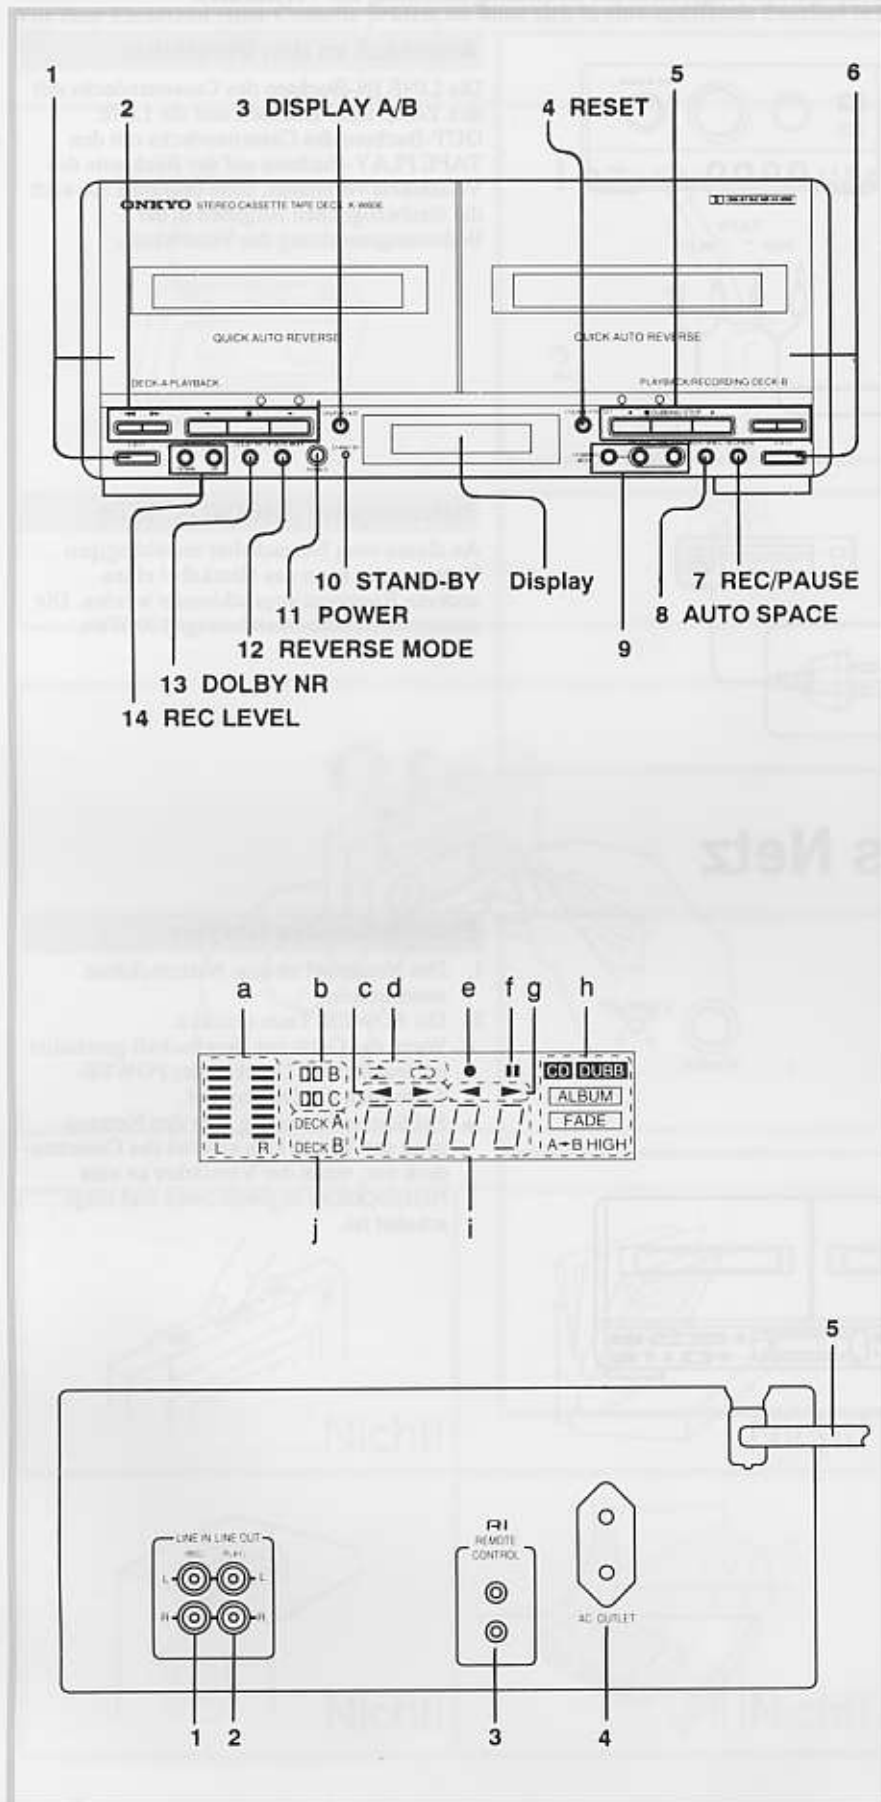 1
2
3 DISPLAY A/B
4 RESET
5
6
ONKYO STEREO CASSETTE TAPE DECK
QUICK AUTO REVERSE
QUICK AUTO REVERSE
DECK-A PLAYBACK
PLAYBACK/RECORDING DECK-B
10 STAND-BY
Display
7 REC/PAUSE
11 POWER
8 AUTO SPACE
12 REVERSE MODE
9
13 DOLBY NR
14 REC LEVEL
a b c d e f g h
B
CD DUBB
C
ALBUM
DECK A
FADE
L R DECK B
A B HIGH
j i
5
LINE IN LINE OUT
REC PLAY
L L
R R
RI
REMOTE
CONTROL
AC OUTLET
1 2 3 4